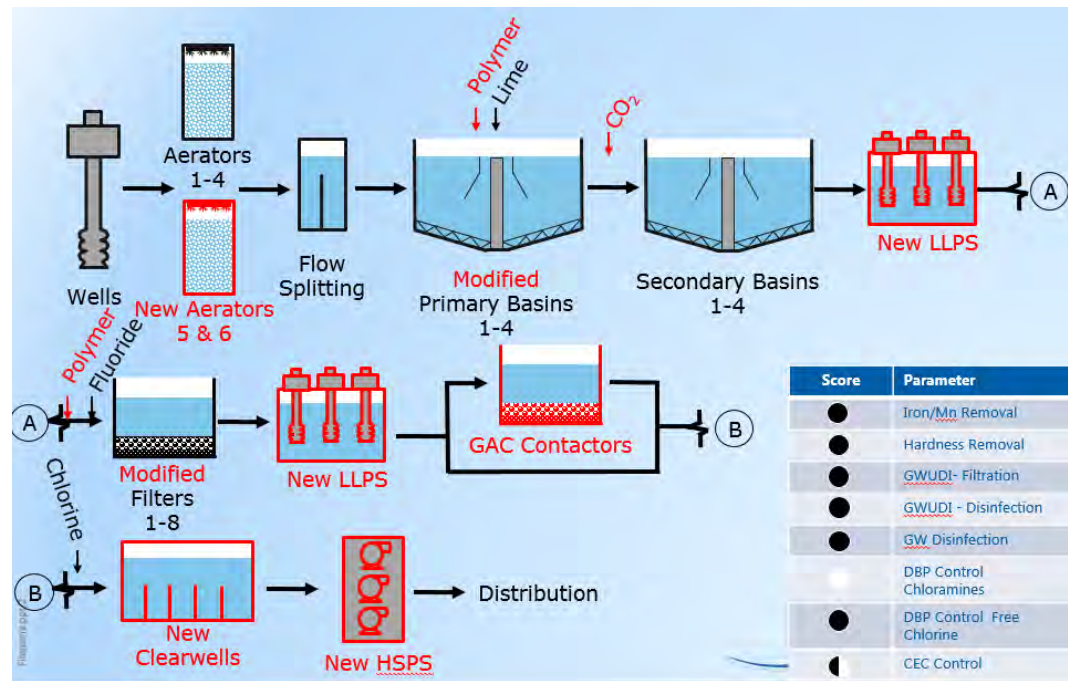 Polymer
Lime
CO2
Aerators
1-4
Wells
New Aerators
5 & 6
Flow
Splitting
Modified
Primary Basins
1-4
Secondary Basins
1-4
New LLPS
A
Polymer
Fluoride
A
Modified
Filters
1-8
New LLPS
GAC Contactors
B
Chlorine
B
New
Clearwells
New HSPS
Distribution
Score Parameter
Iron/Mn Removal
Hardness Removal
GWUDI- Filtration
GWUDI - Disinfection
GW Disinfection
DBP Control
Chloramines
DBP Control Free
Chlorine
CEC Control